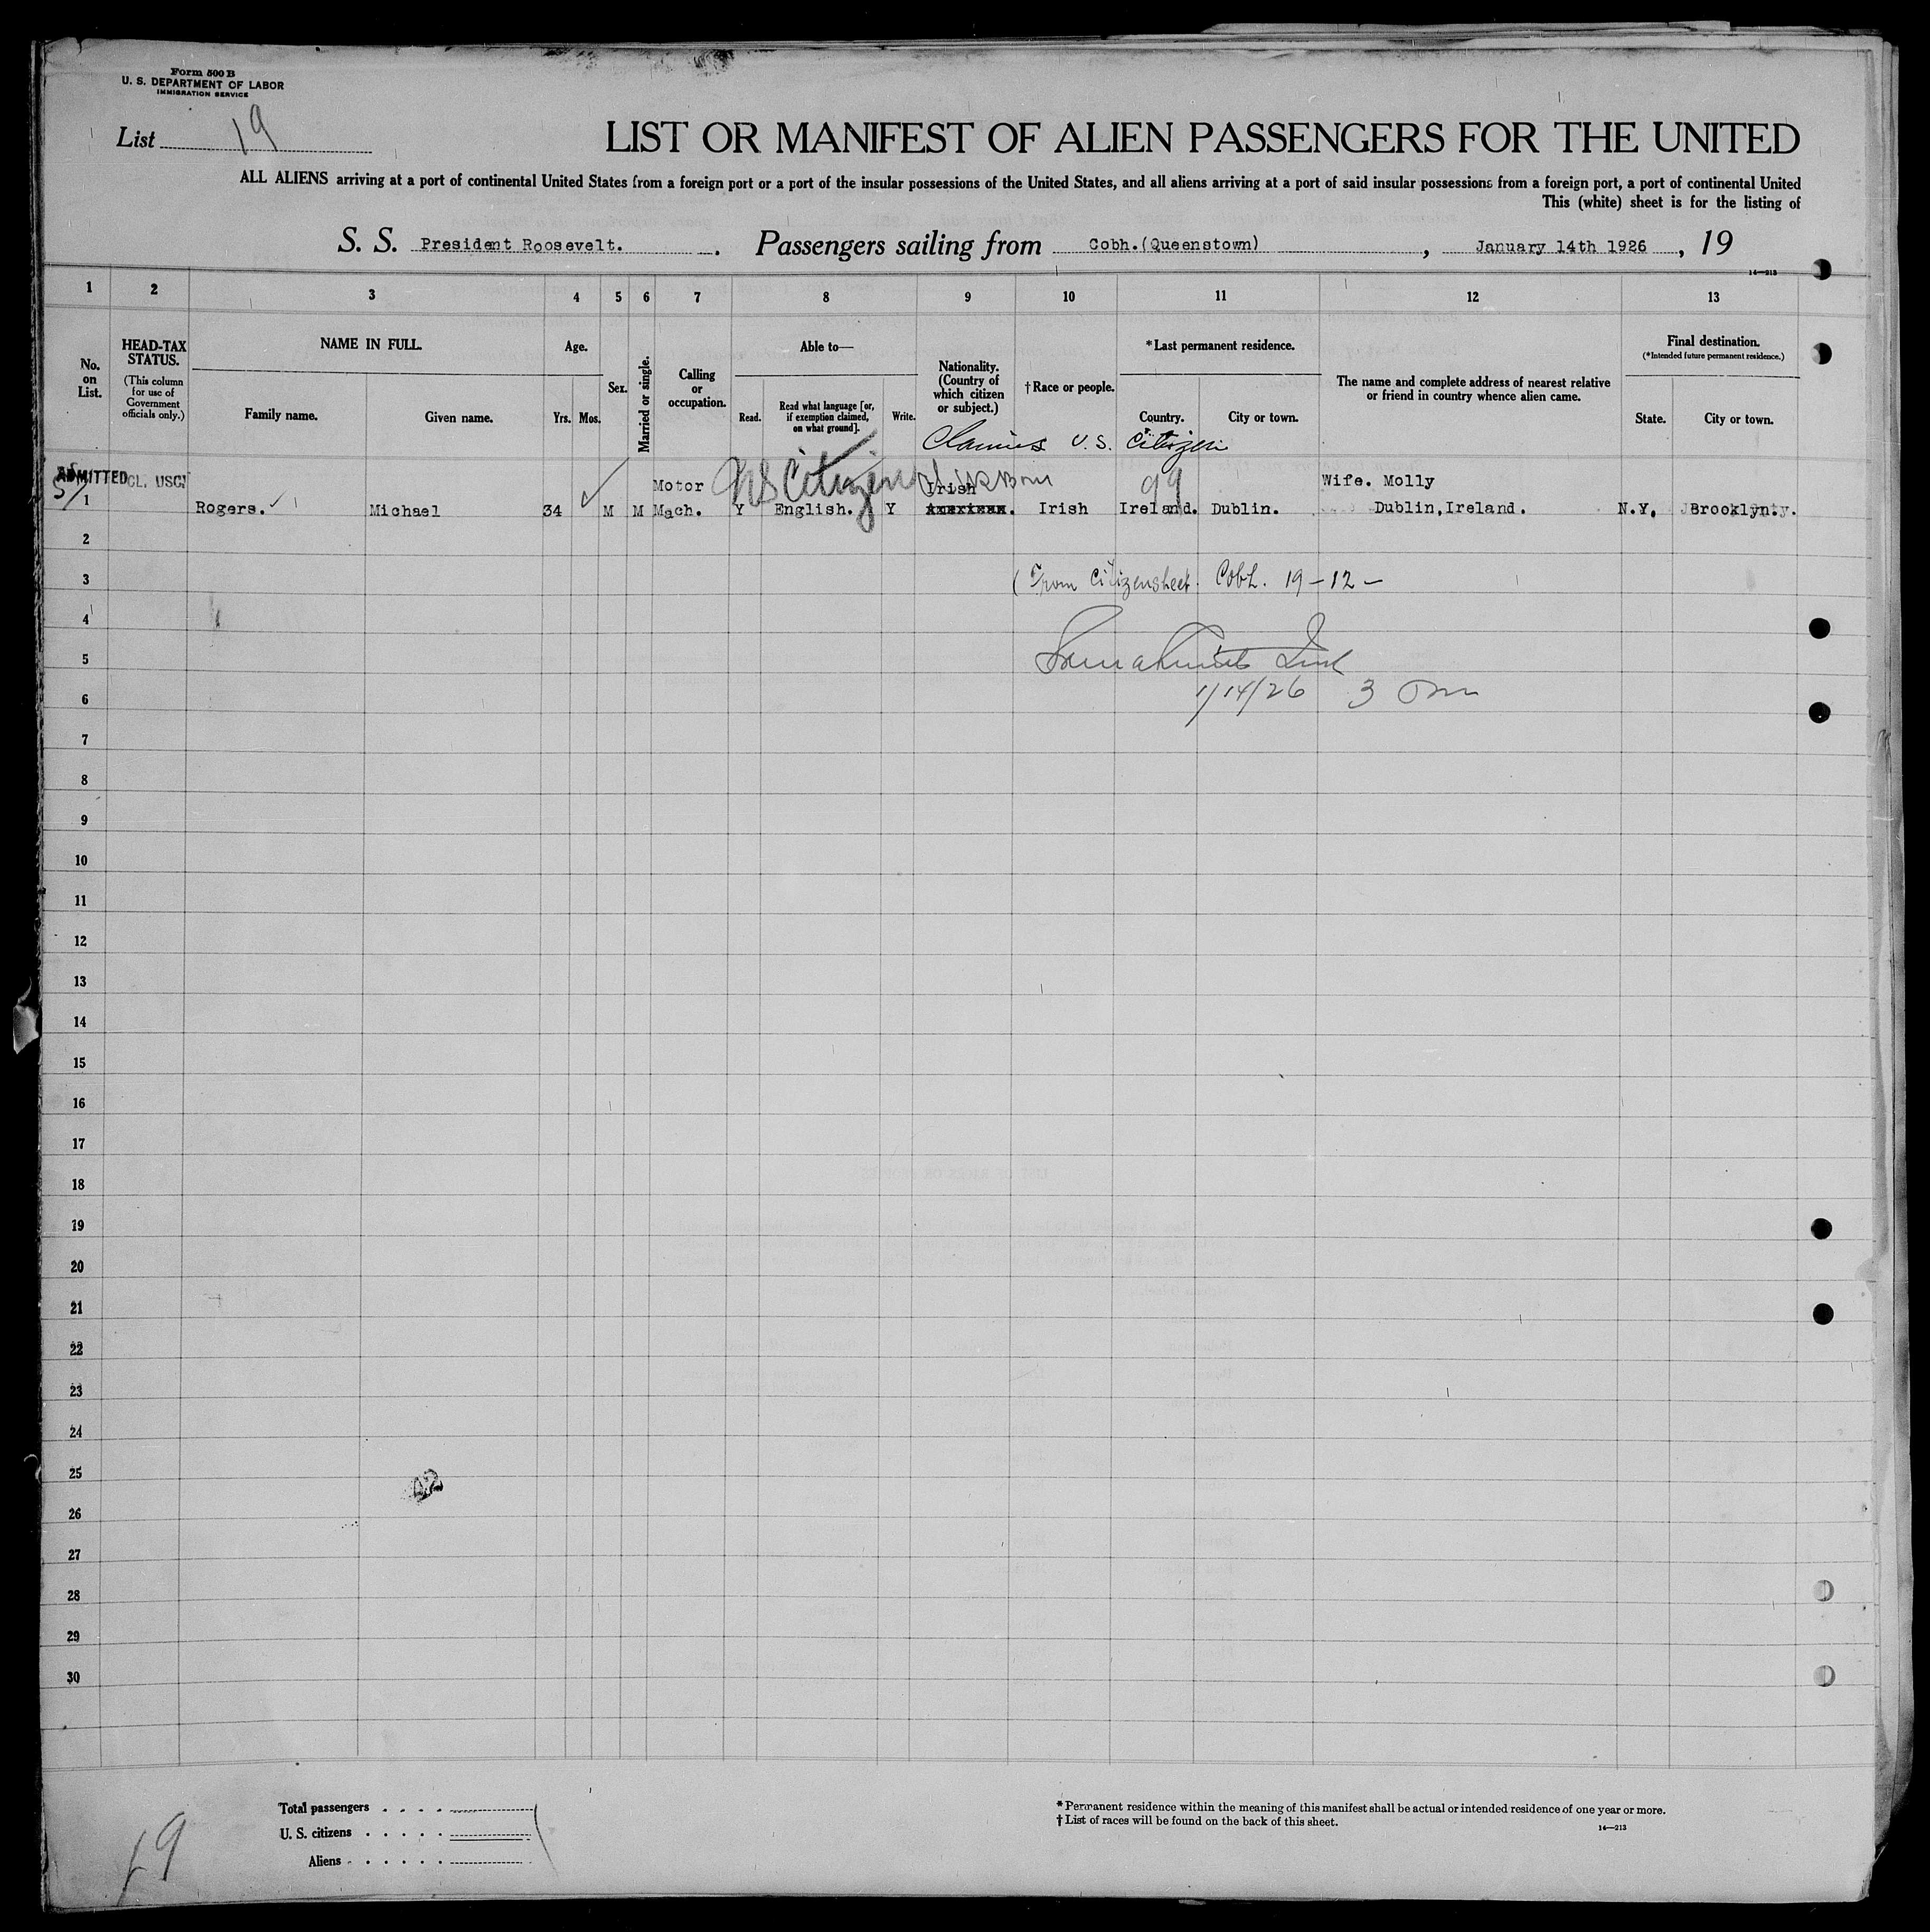 Form 500 B
U. S. DEPARTMENT OF LABOR
IMMIGRATION SERVICE
List 19
LIST OR MANIFEST OF ALIEN PASSENGERS FOR THE UNITED
ALL ALIENS arriving at a port of continental United States from a foreign port or a port of the insular possessions of the United States, and all aliens arriving at a port of said insular possessions from a foreign port, a port of continental United
This (white) sheet is for the listing of
S. S. President Roosevelt. . Passengers sailing from Cobh.(Queenstown) , January 14th 1926 , 19
14—213
1 2 3 4 5 6 7 8 9 10 11 12 13
No. on List.
HEAD-TAX STATUS.
(This column for use of Government officials only.)
NAME IN FULL.
Family name. Given name.
Age.
Yrs. Mos.
Sex.
Married or single.
Calling or occupation.
Able to—
Read. Read what language [or, if exemption claimed, on what ground]. Write.
Nationality. (Country of which citizen or subject.)
†Race or people.
*Last permanent residence.
Country. City or town.
The name and complete address of nearest relative or friend in country whence alien came.
Final destination.
(*Intended future permanent residence.)
State. City or town.
Claims U.S. Citizen
ADMITTED CL. USC
US Citizen Born
Motor Irish 99 Wife. Molly
1 Rogers. Michael 34 M M Mach. Y English. Y American. Irish Ireland. Dublin. Dublin,Ireland. N.Y. Brooklyn.
2
3 (From Citizensheet. Cobh. 19-12-
4
5
6 1/14/26 3
7
8
9
10
11
12
13
14
15
16
17
18
19
20
21
22
23
24
25
42
26
27
28
29
30
Total passengers
U. S. citizens
Aliens
19
*Permanent residence within the meaning of this manifest shall be actual or intended residence of one year or more.
†List of races will be found on the back of this sheet.
14—213